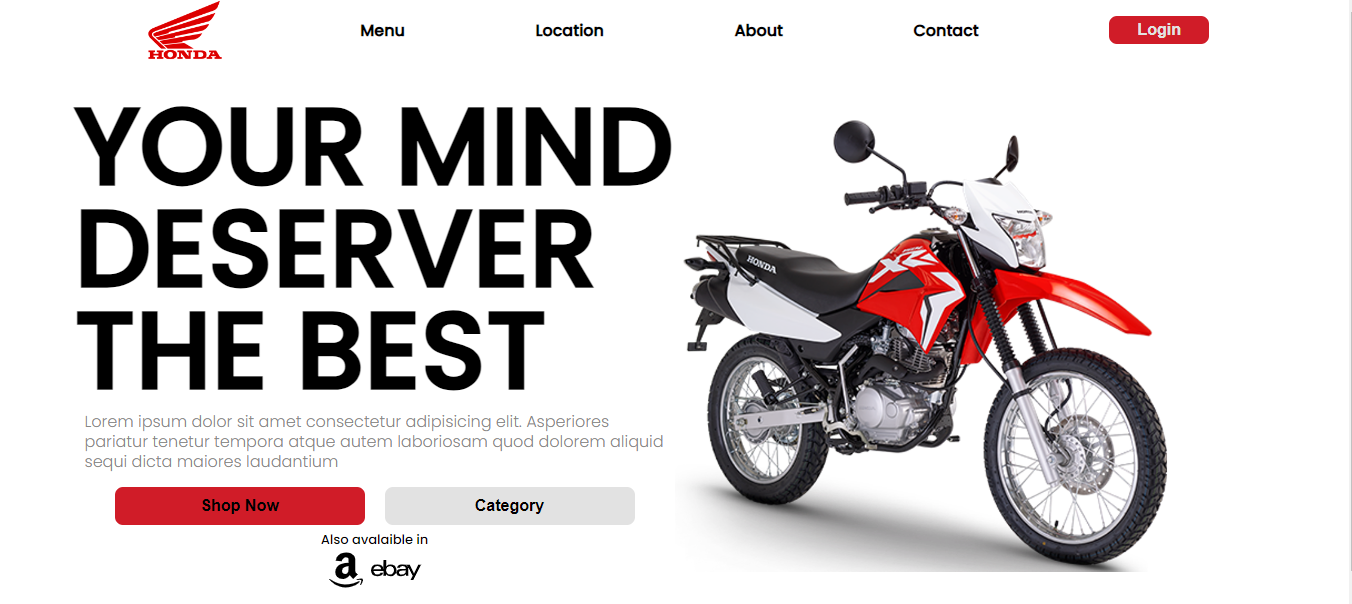 HONDA
Menu
Location
About
Contact
Login
YOUR MIND
DESERVER
THE BEST
HONDA
XR
HONDA
Lorem ipsum dolor sit amet consectetur adipisicing elit. Asperiores
pariatur tenetur tempora atque autem laboriosam quod dolorem aliquid
sequi dicta maiores laudantium
Shop Now
Category
Also avalaible in
a
ebay